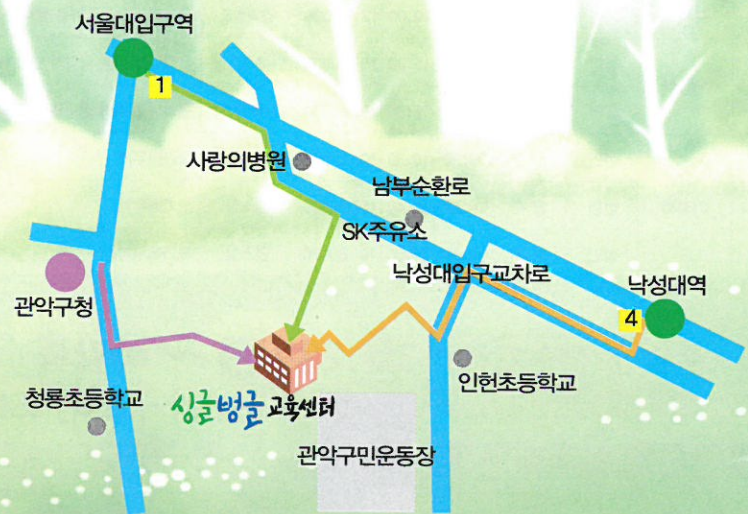 서울대입구역
1
사랑의병원
남부순환로
SK주유소
낙성대입구교차로
낙성대역
4
관악구청
인헌초등학교
청룡초등학교
싱글벙글 교육센터
관악구민운동장